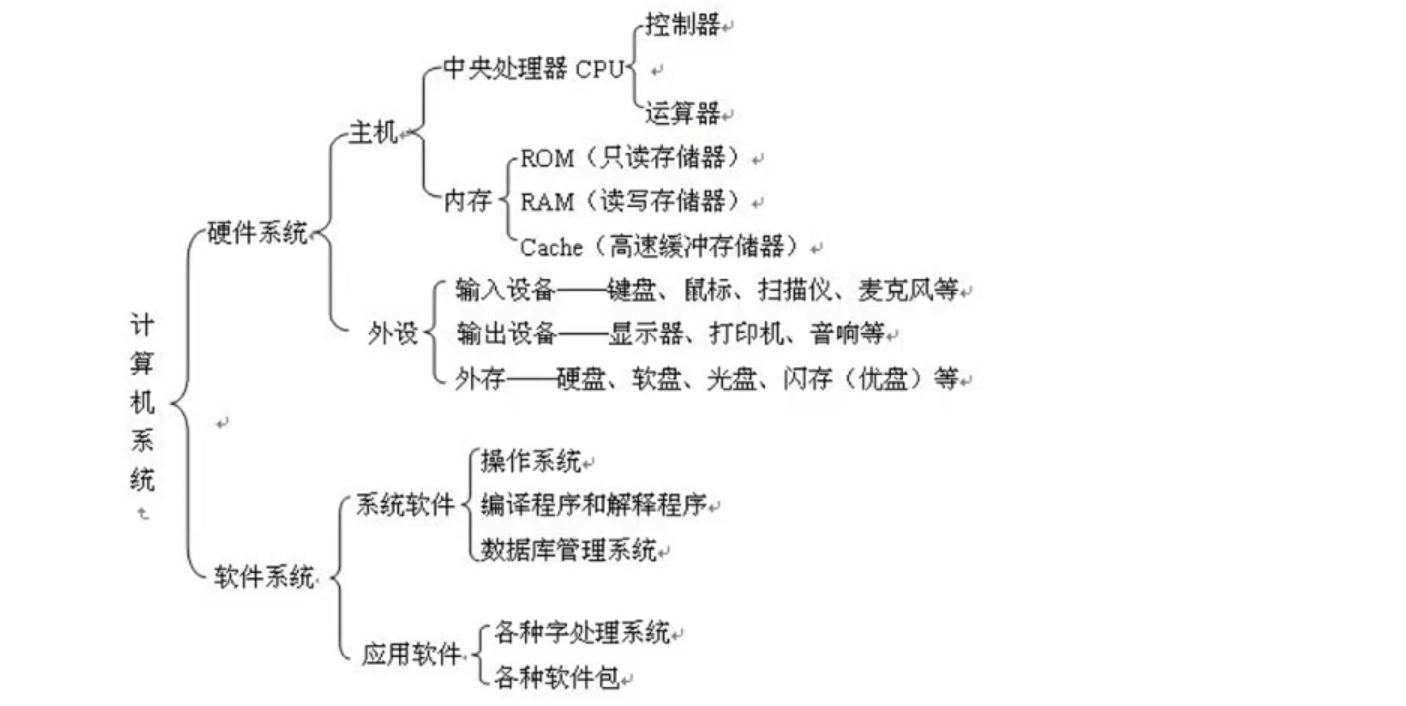 控制器
中央处理器 CPU
运算器
主机
ROM（只读存储器）
内存
RAM（读写存储器）
Cache（高速缓冲存储器）
硬件系统
输入设备——键盘、鼠标、扫描仪、麦克风等
外设
输出设备——显示器、打印机、音响等
外存——硬盘、软盘、光盘、闪存（优盘）等
计算机系统
操作系统
系统软件
编译程序和解释程序
数据库管理系统
软件系统
各种字处理系统
应用软件
各种软件包